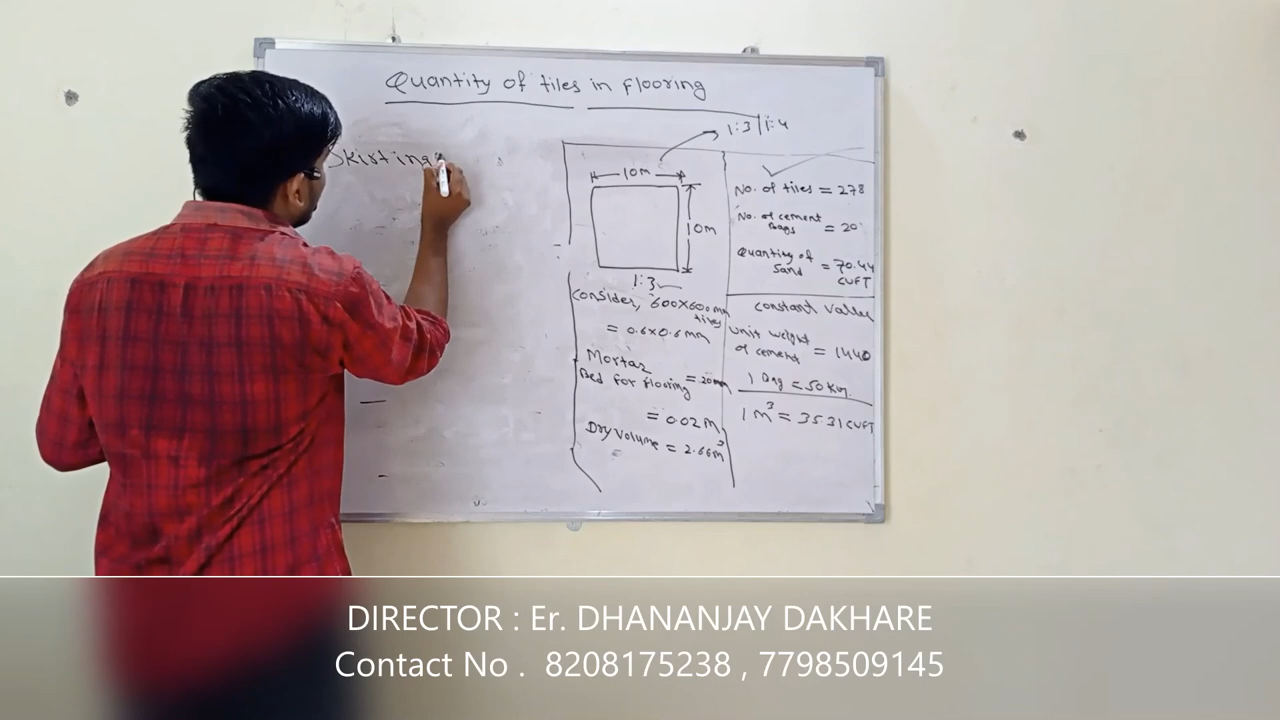 Quantity of tiles in flooring
Skirting
1:3/1:4
10m
10m
1:3
Consider, 600x600mm
tiles
= 0.6x0.6mm
Mortar
Bed for flooring = 20mm
= 0.02 M
Dry volume = 2.66m³
No. of tiles = 278
No. of cement
Bags = 20
Quantity of
Sand = 70.44
CUFT
Constant Value
unit weight
of cement = 1440
1 Bag = 50 Kg.
1 m³ = 35.31 CUFT
DIRECTOR : Er. DHANANJAY DAKHARE
Contact No . 8208175238 , 7798509145